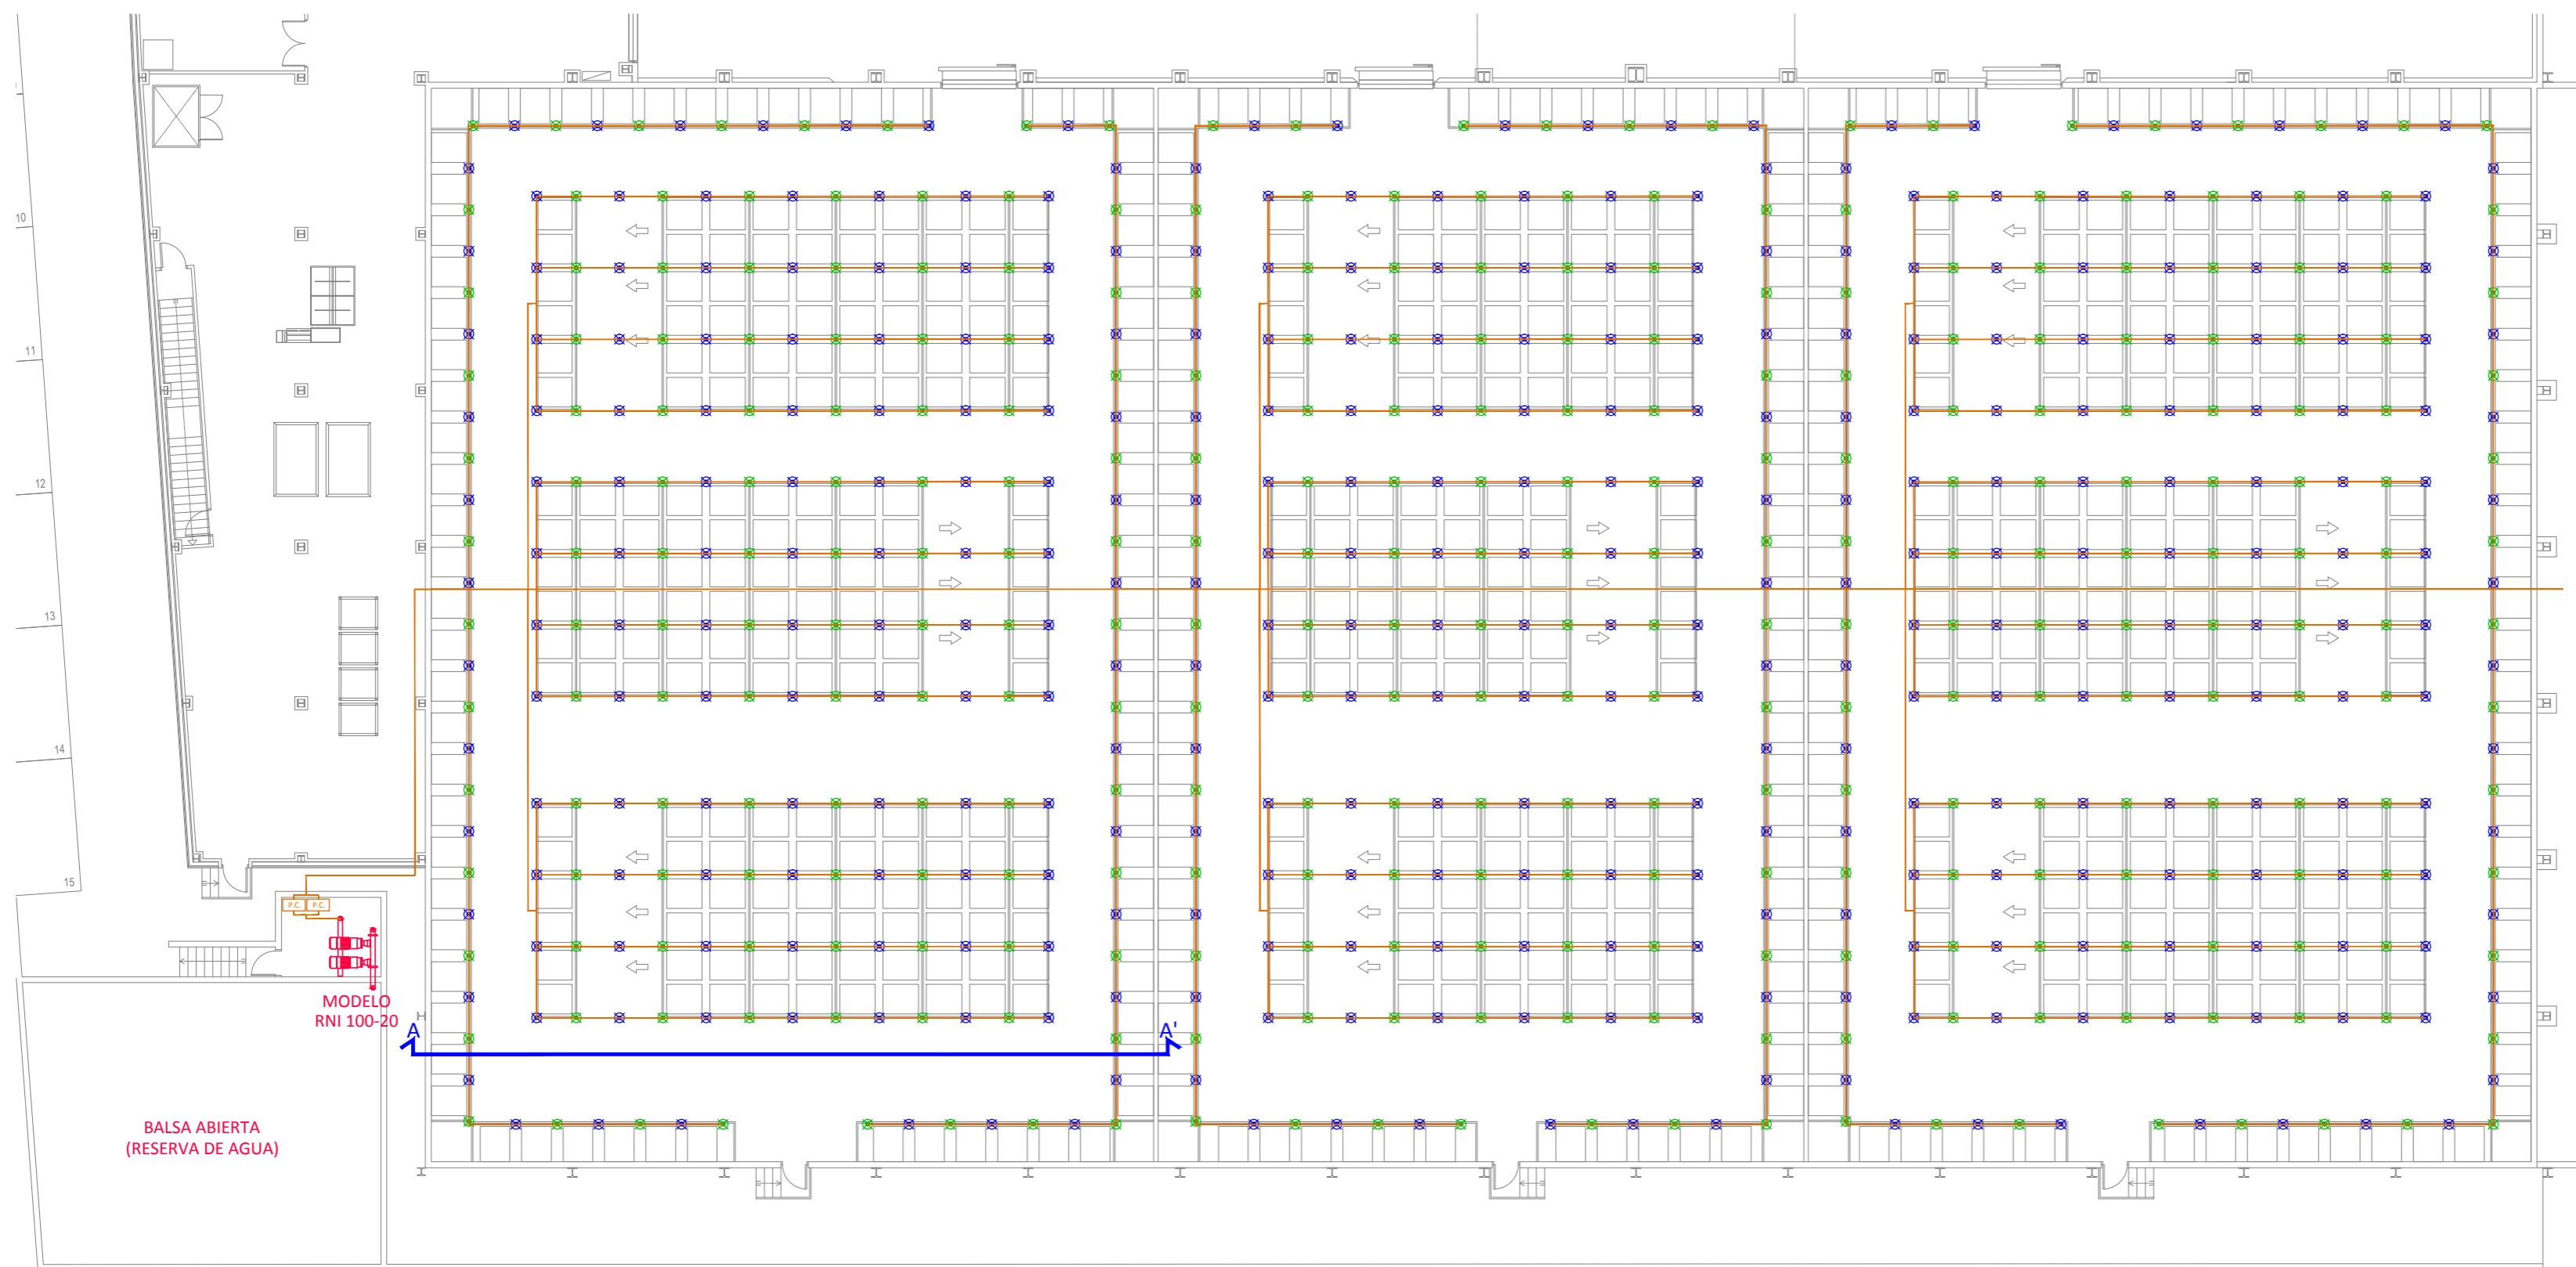 10
11
12
13
14
15
P.C. P.C.
MODELO
RNI 100-20
A A'
BALSA ABIERTA
(RESERVA DE AGUA)